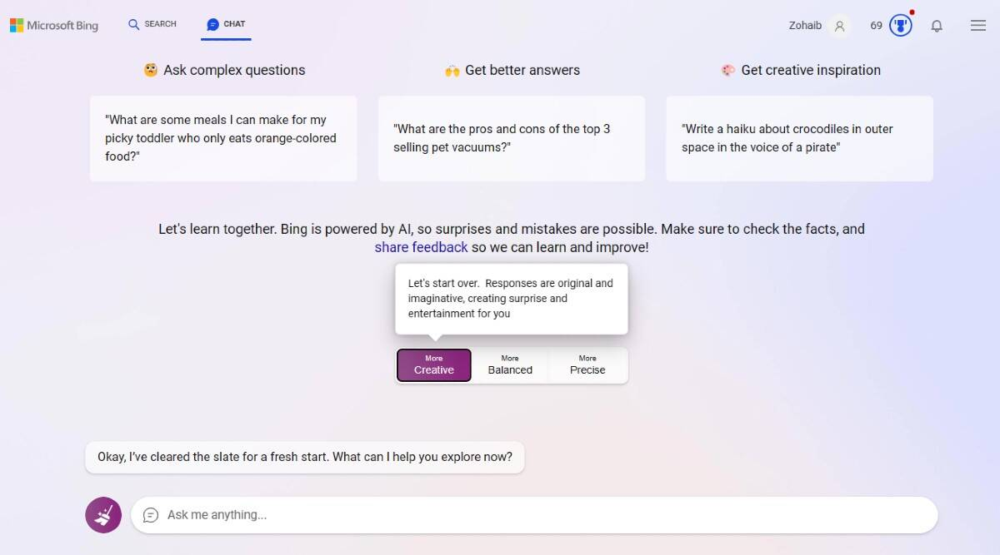 Microsoft Bing
SEARCH
CHAT
Zohaib
69
Ask complex questions
Get better answers
Get creative inspiration
"What are some meals I can make for my
picky toddler who only eats orange-colored
food?"
"What are the pros and cons of the top 3
selling pet vacuums?"
"Write a haiku about crocodiles in outer
space in the voice of a pirate"
Let's learn together. Bing is powered by AI, so surprises and mistakes are possible. Make sure to check the facts, and
share feedback so we can learn and improve!
Let's start over. Responses are original and
imaginative, creating surprise and
entertainment for you
More
Creative
More
Balanced
More
Precise
Okay, I’ve cleared the slate for a fresh start. What can I help you explore now?
Ask me anything...